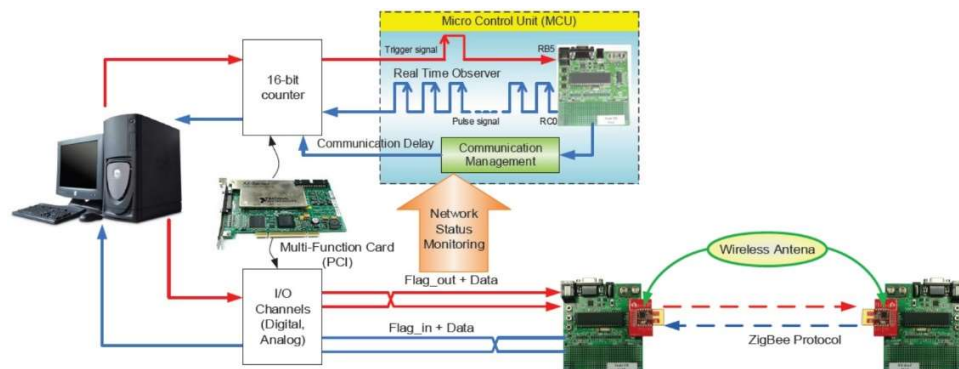 Micro Control Unit (MCU)
Trigger signal
RB5
16-bit
counter
Real Time Observer
Pulse signal
RC0
Communication Delay
Communication
Management
Network
Status
Monitoring
Multi-Function Card
(PCI)
Wireless Antena
Flag_out + Data
I/O
Channels
(Digital,
Analog)
Flag_in + Data
ZigBee Protocol